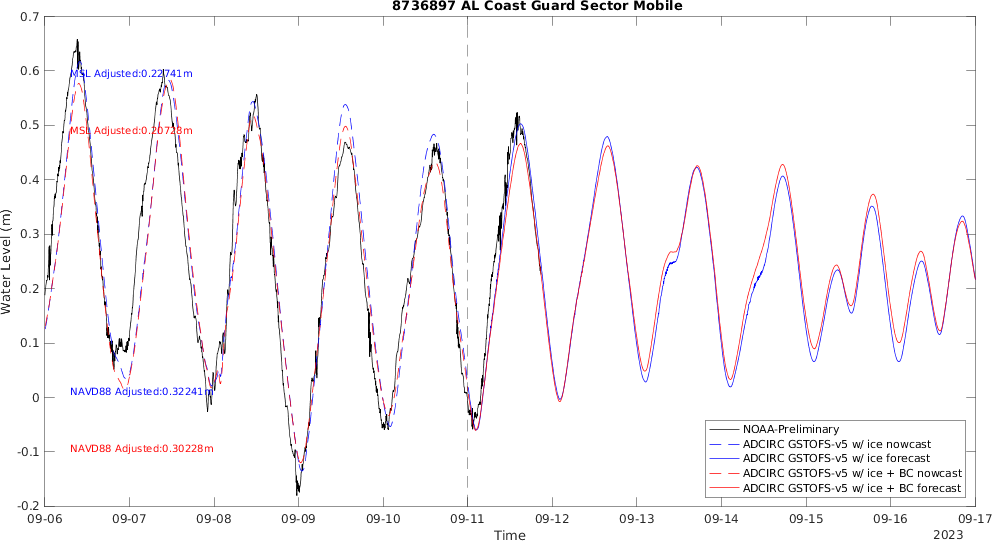 8736897 AL Coast Guard Sector Mobile
Water Level (m)
0.7
0.6
0.5
0.4
0.3
0.2
0.1
0
-0.1
-0.2
MSL Adjusted:0.22741m
MSL Adjusted:0.20728m
NAVD88 Adjusted:0.32241m
NAVD88 Adjusted:0.30228m
NOAA-Preliminary
ADCIRC GSTOFS-v5 w/ ice nowcast
ADCIRC GSTOFS-v5 w/ ice forecast
ADCIRC GSTOFS-v5 w/ ice + BC nowcast
ADCIRC GSTOFS-v5 w/ ice + BC forecast
09-06 09-07 09-08 09-09 09-10 09-11 09-12 09-13 09-14 09-15 09-16 09-17
Time
2023